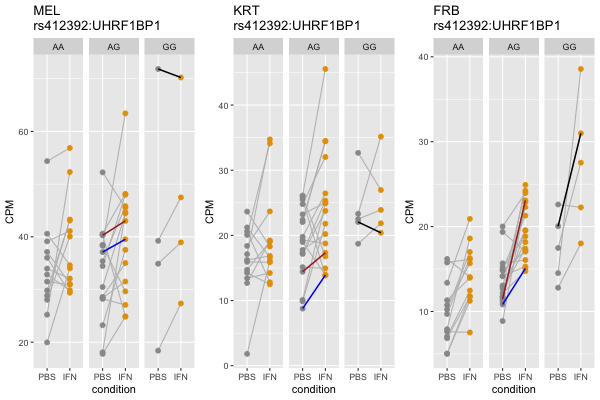 MEL
rs412392:UHRF1BP1
AA AG GG
60
40
20
CPM
PBS IFN PBS IFN PBS IFN
condition
KRT
rs412392:UHRF1BP1
AA AG GG
40
30
20
10
0
CPM
PBS IFN PBS IFN PBS IFN
condition
FRB
rs412392:UHRF1BP1
AA AG GG
40
30
20
10
CPM
PBS IFN PBS IFN PBS IFN
condition